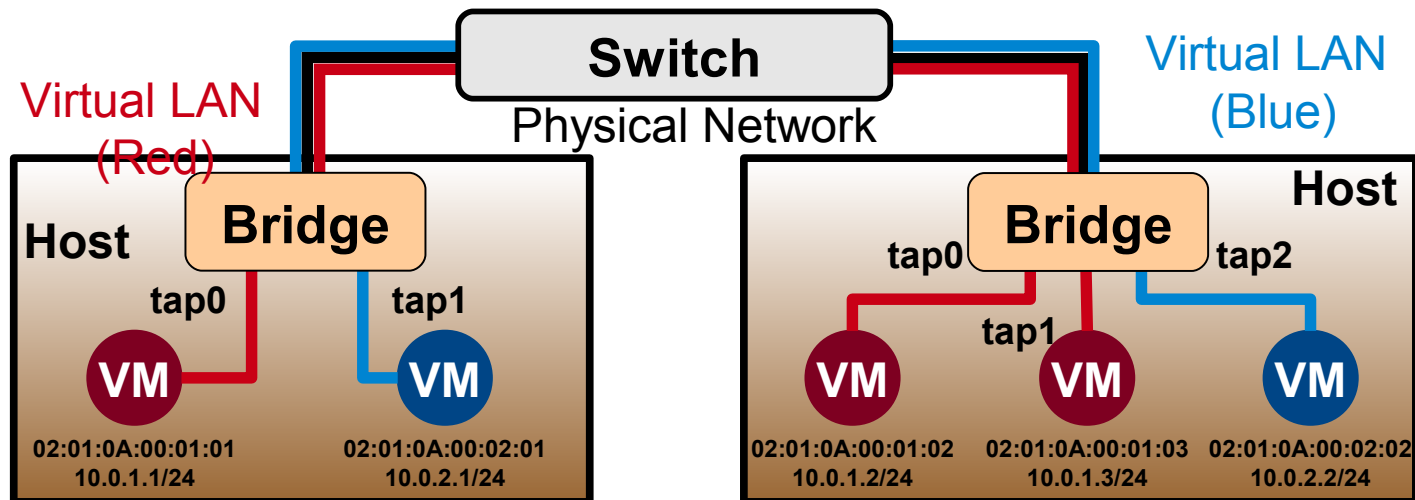 Switch
Physical Network
Virtual LAN
(Red)
Virtual LAN
(Blue)
Host
Bridge
tap0
tap1
VM
VM
02:01:0A:00:01:01
10.0.1.1/24
02:01:0A:00:02:01
10.0.2.1/24
Host
Bridge
tap0
tap1
tap2
VM
VM
VM
02:01:0A:00:01:02
10.0.1.2/24
02:01:0A:00:01:03
10.0.1.3/24
02:01:0A:00:02:02
10.0.2.2/24